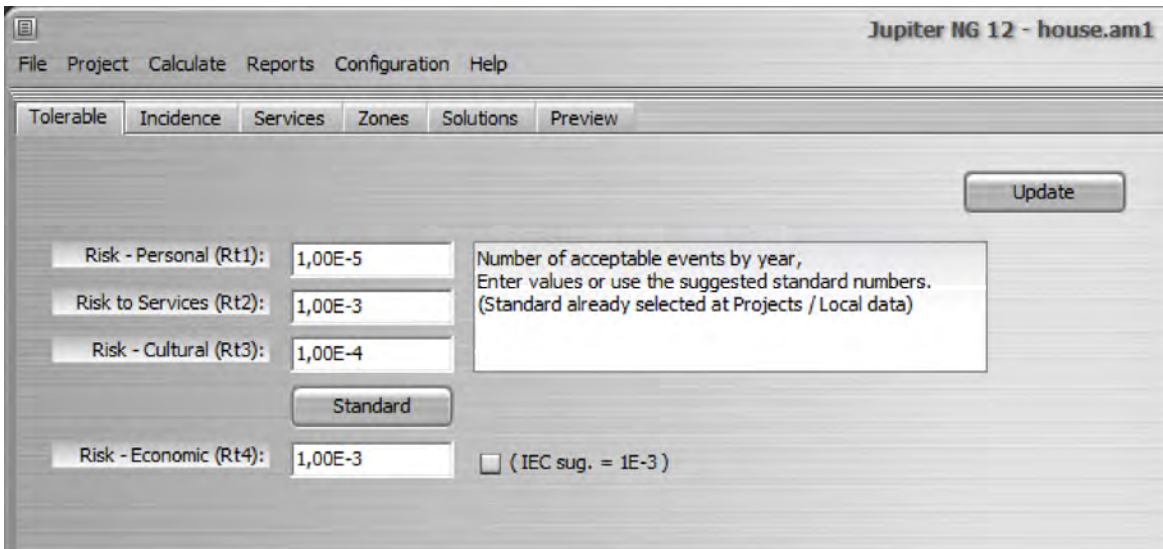 Jupiter NG 12 - house.am1
File Project Calculate Reports Configuration Help
Tolerable Incidence Services Zones Solutions Preview
Update
Risk - Personal (Rt1): 1,00E-5
Risk to Services (Rt2): 1,00E-3
Risk - Cultural (Rt3): 1,00E-4
Number of acceptable events by year,
Enter values or use the suggested standard numbers.
(Standard already selected at Projects / Local data)
Standard
Risk - Economic (Rt4): 1,00E-3 ( IEC sug. = 1E-3 )